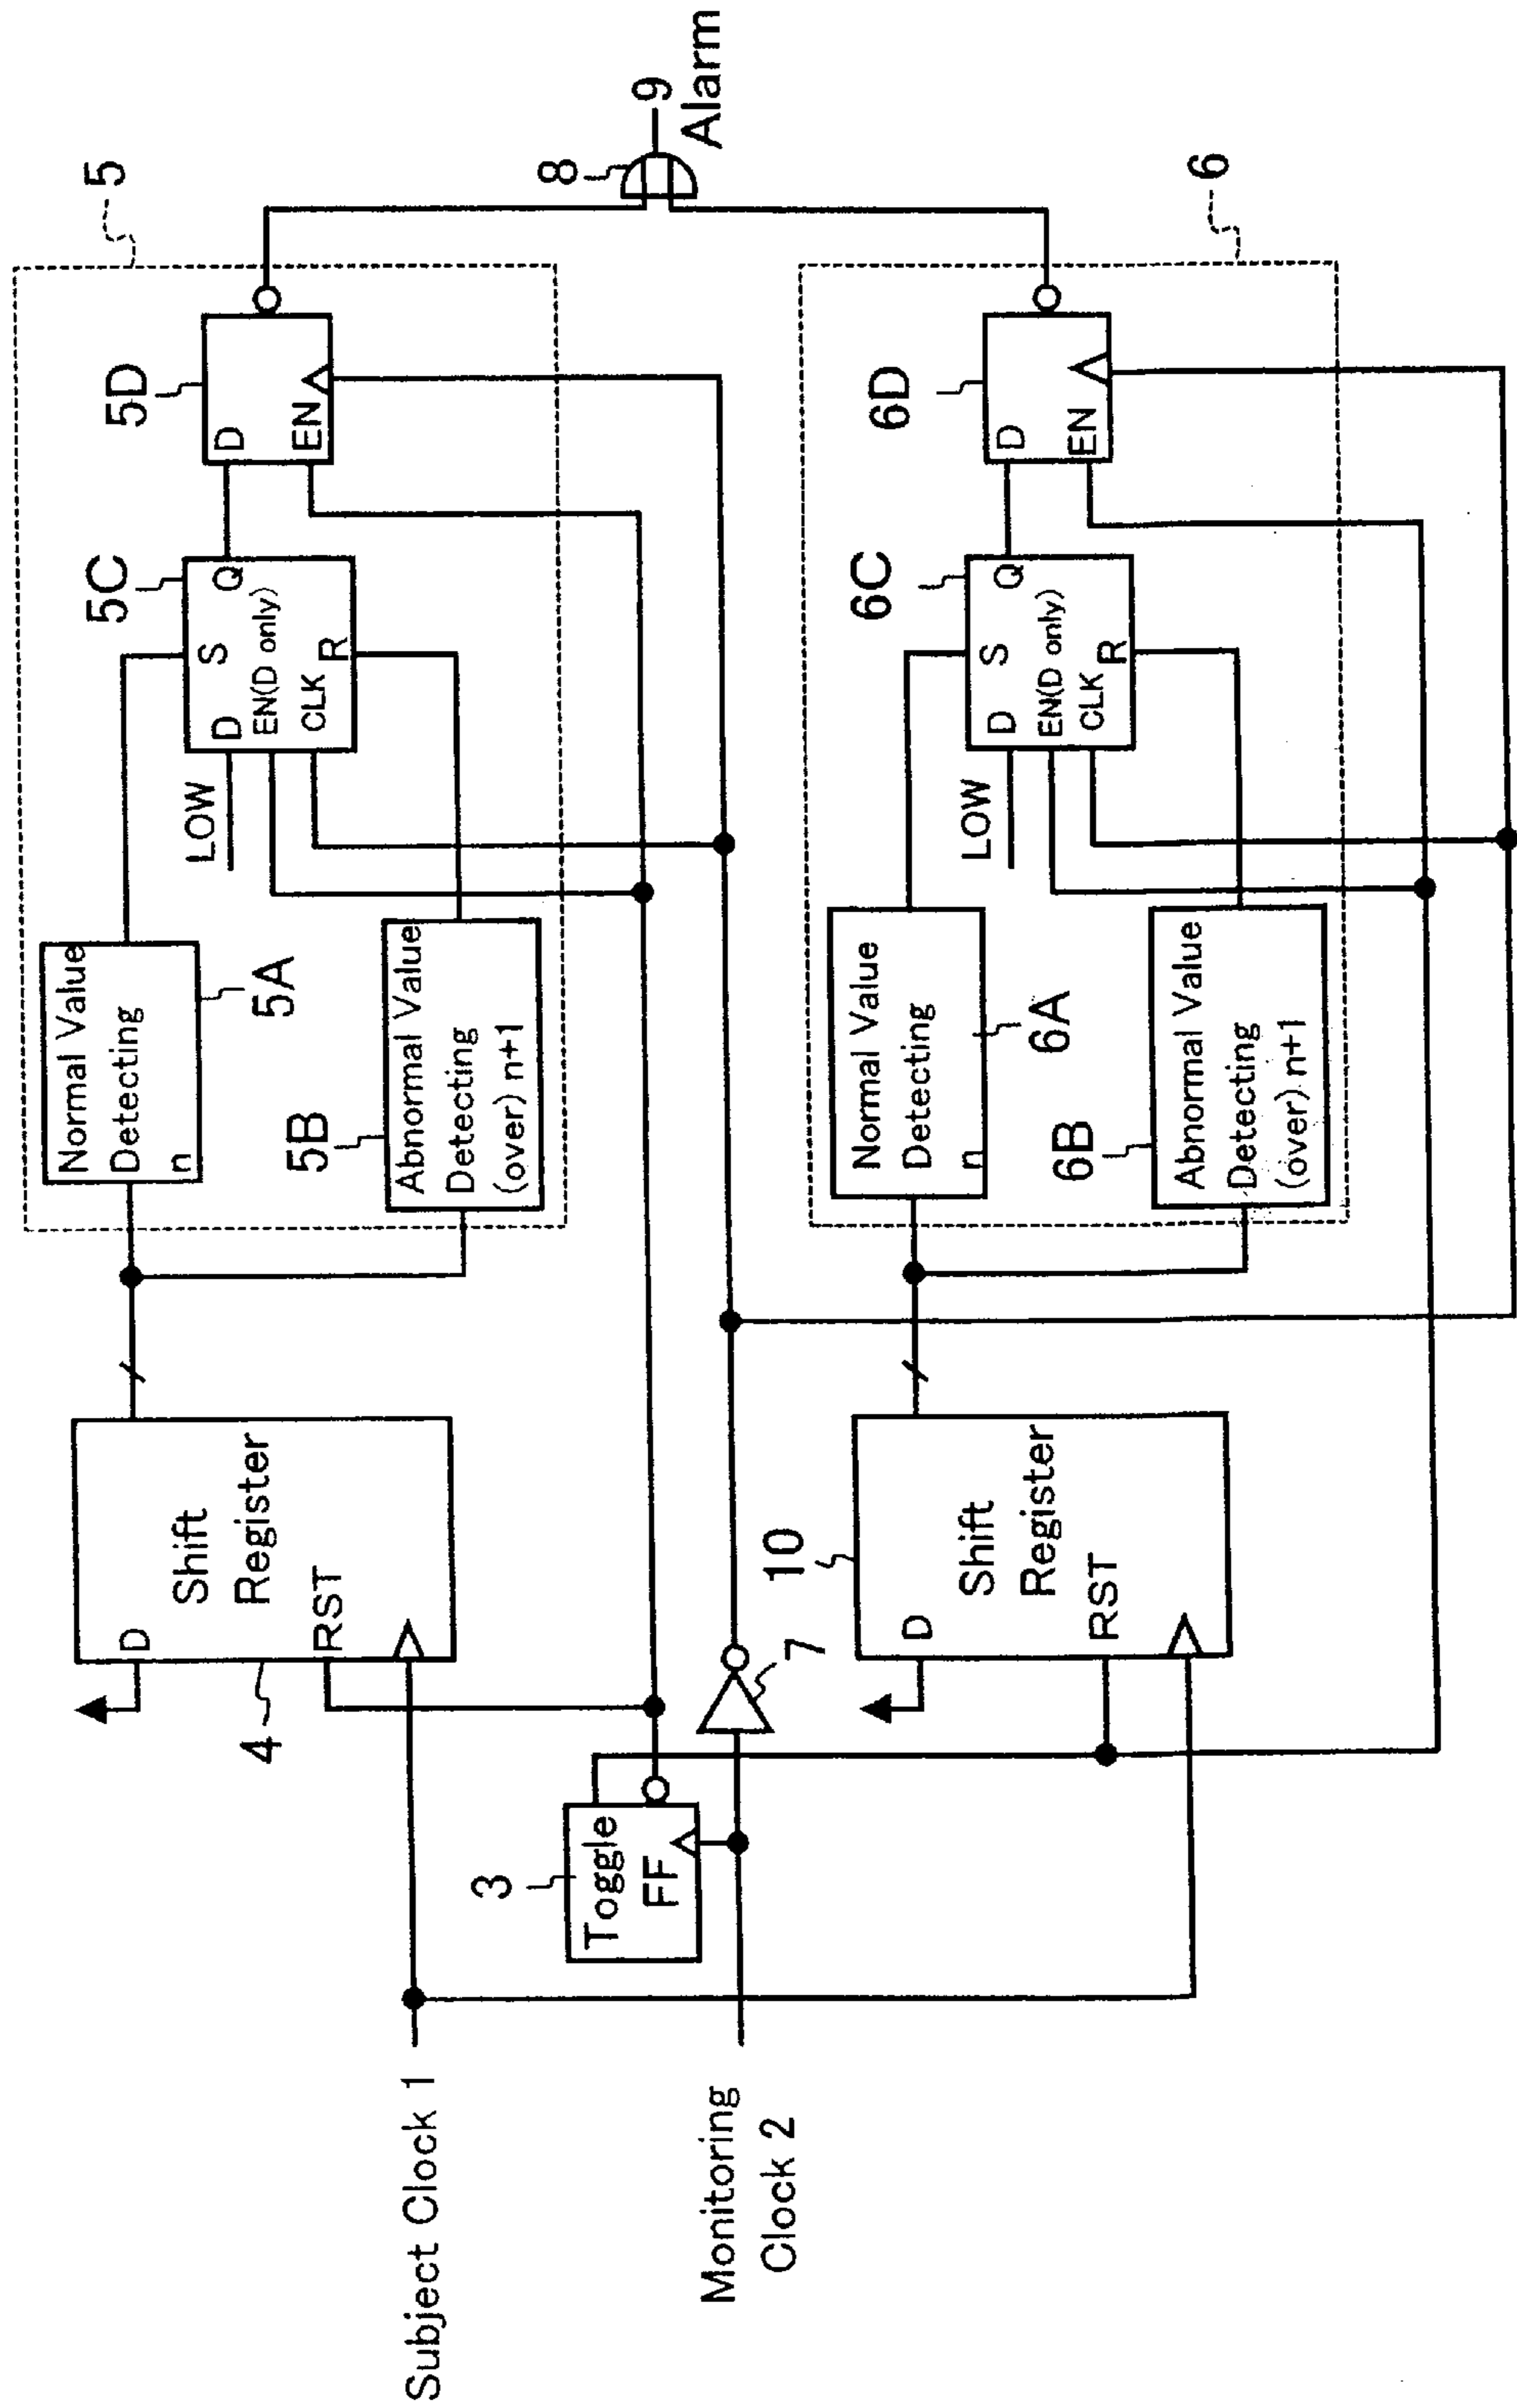 Subject Clock 1
Monitoring
Clock 2
3
Toggle
FF
4
D
Shift
Register
RST
7
10
D
Shift
Register
RST
5
Normal Value
Detecting
n
5A
5B
Abnormal Value
Detecting
(over) n+1
LOW
5C
D
S
Q
EN(D only)
CLK
R
5D
D
EN
6
Normal Value
Detecting
n
6A
6B
Abnormal Value
Detecting
(over) n+1
LOW
6C
D
S
Q
EN(D only)
CLK
R
6D
D
EN
8
9
Alarm